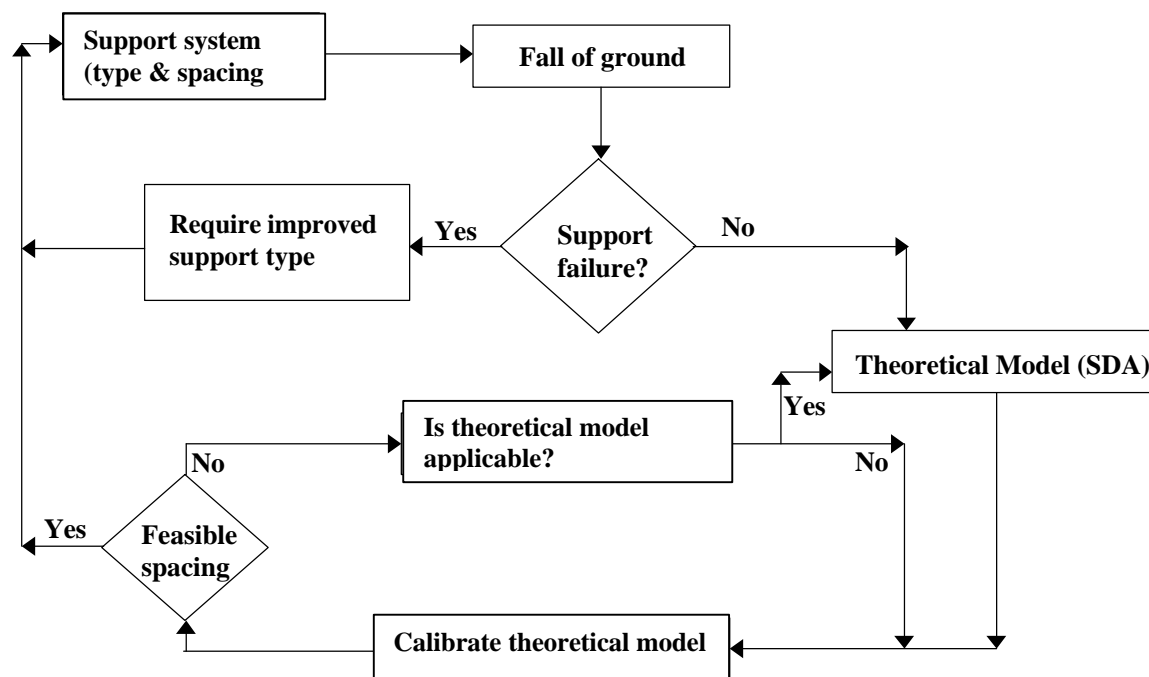 Support system
(type & spacing
Fall of ground
Require improved
support type
Yes
Support
failure?
No
Theoretical Model (SDA)
Yes
Is theoretical model
applicable?
No
No
Yes
Feasible
spacing
Calibrate theoretical model